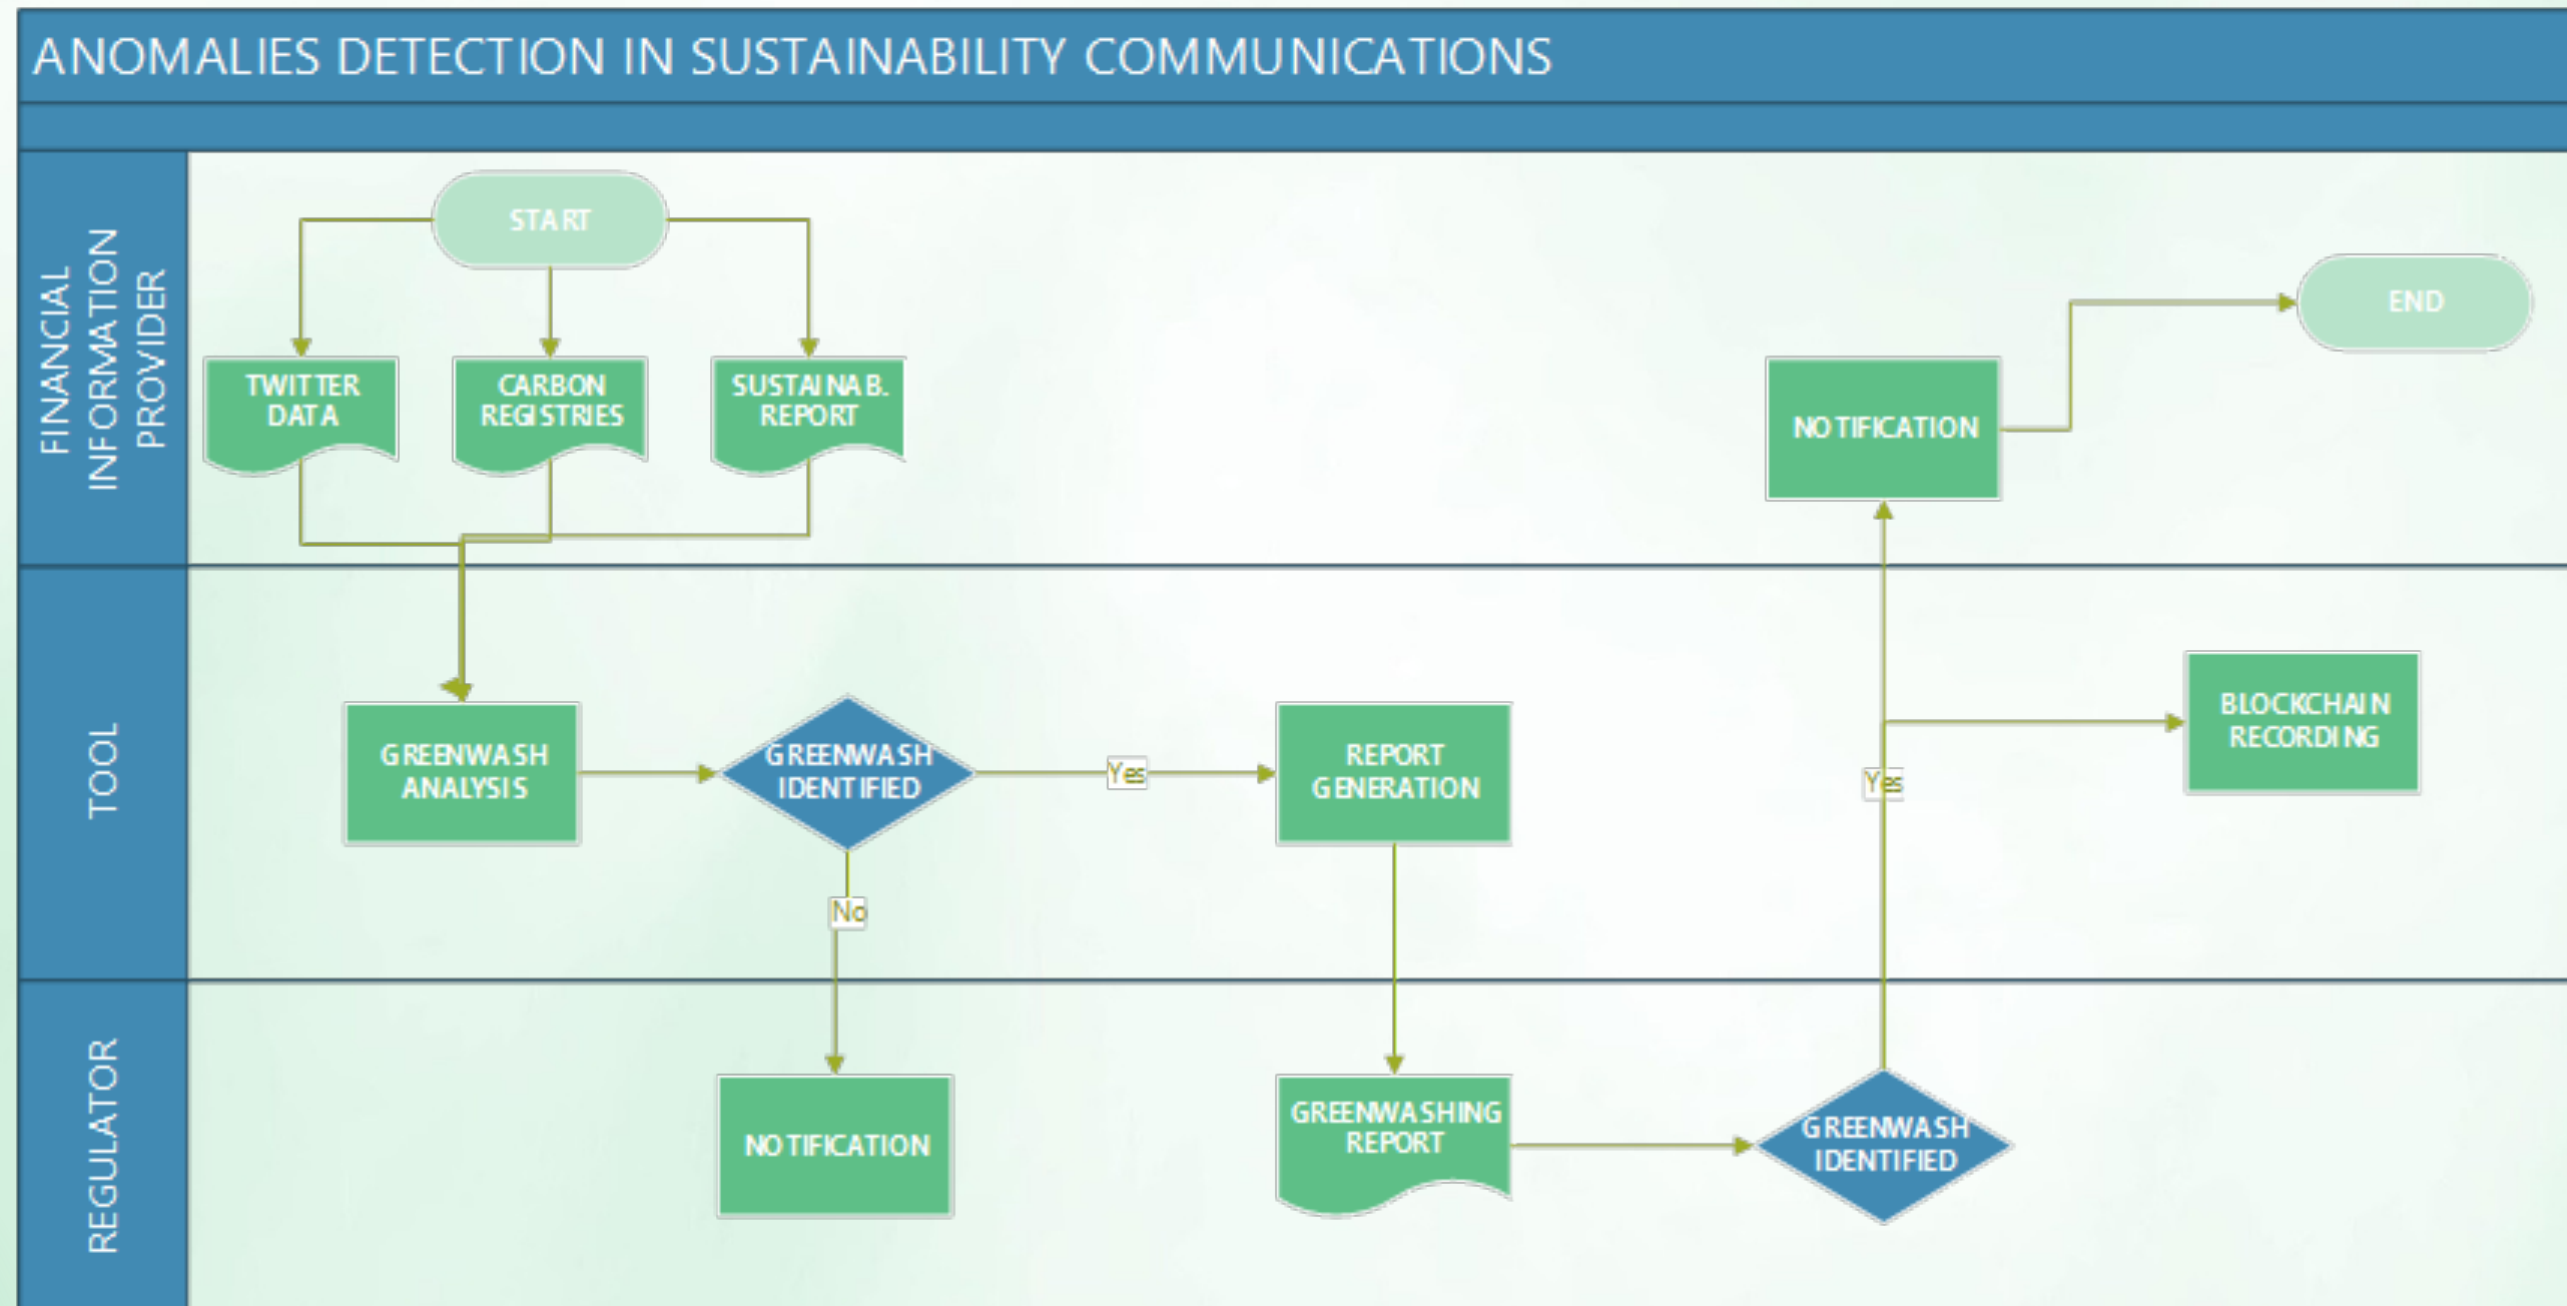 ANOMALIES DETECTION IN SUSTAINABILITY COMMUNICATIONS
FINANCIAL
INFORMATION
PROVIDER
START
TWITTER
DATA
CARBON
REGISTRIES
SUSTAINAB.
REPORT
NOTIFICATION
END
TOOL
GREENWASH
ANALYSIS
GREENWASH
IDENTIFIED
Yes
No
REPORT
GENERATION
Yes
BLOCKCHAIN
RECORDING
REGULATOR
NOTIFICATION
GREENWASHING
REPORT
GREENWASH
IDENTIFIED